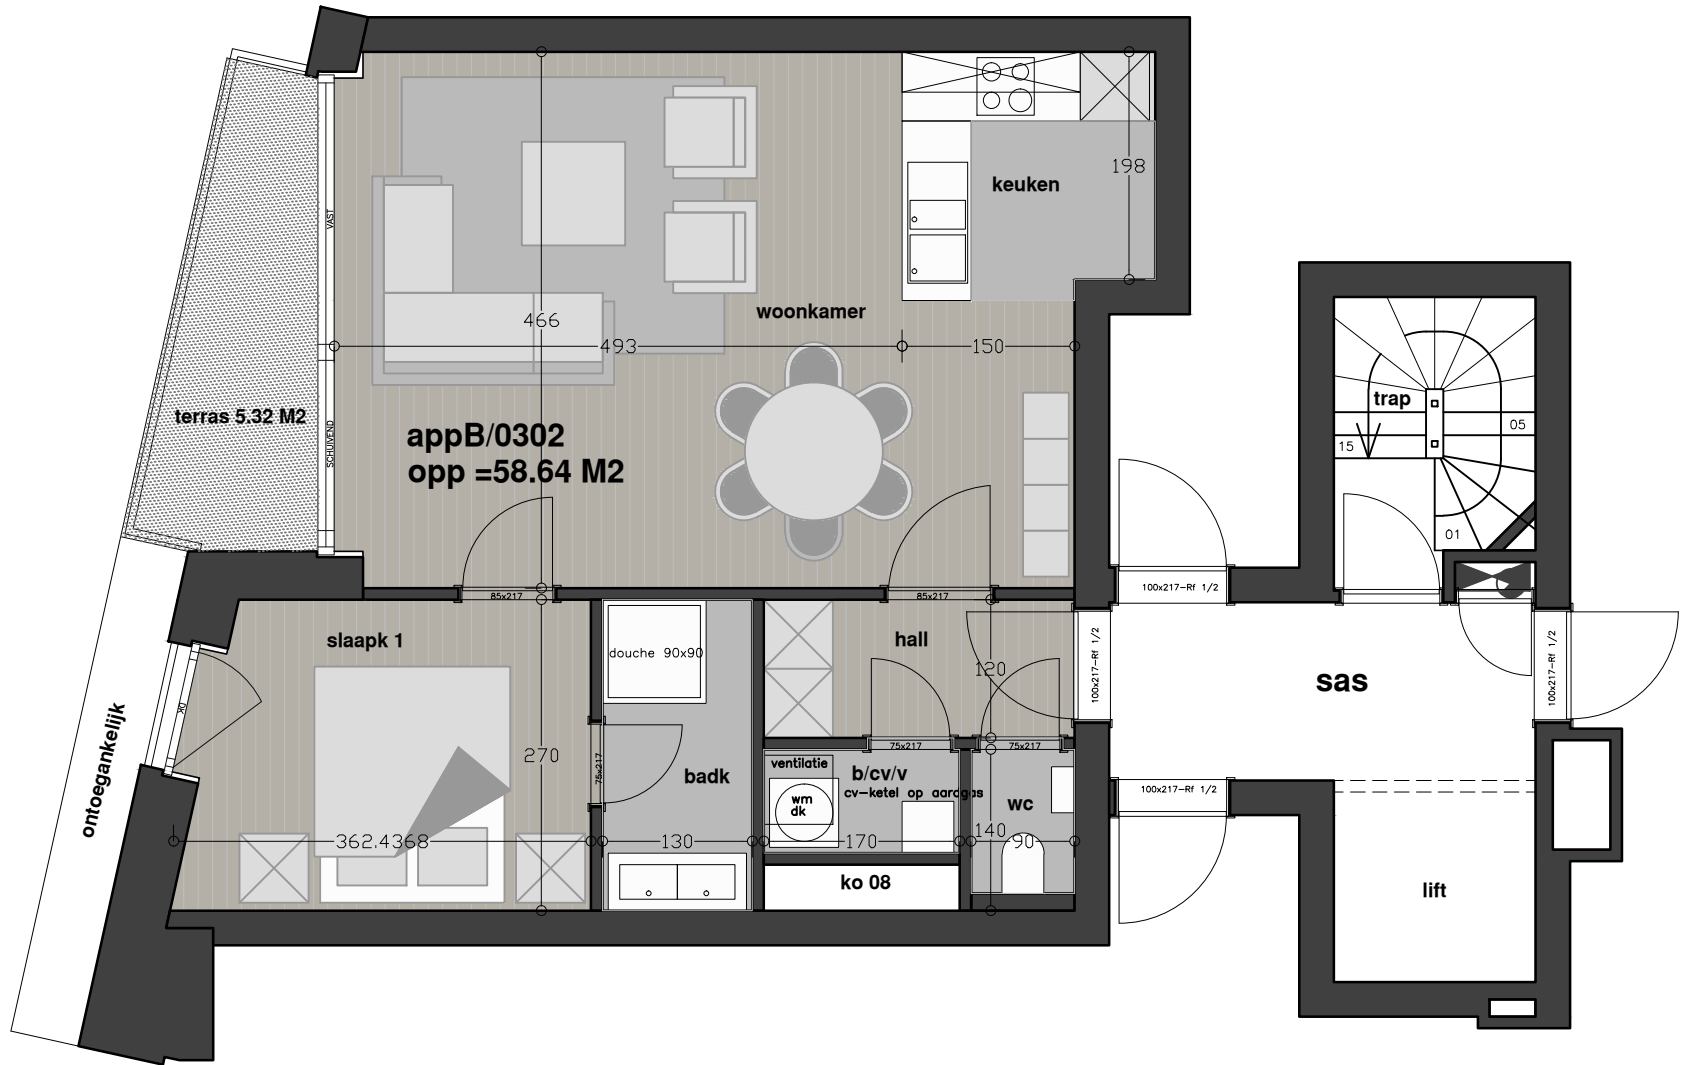 198
keuken
VAST
woonkamer
466
493
150
terras 5.32 M2
SCHUIVEND
appB/0302
opp =58.64 M2
trap
05
15
01
85x217
85x217
100x217-Rf 1/2
slaapk 1
douche 90x90
hall
120
100x217-Rf 1/2
sas
100x217-Rf 1/2
ontoegankelijk
270
75x217
badk
75x217
75x217
ventilatie
b/cv/v
cv-ketel op aardgas
wm
dk
wc
100x217-Rf 1/2
362.4368
130
170
140
90
ko 08
lift